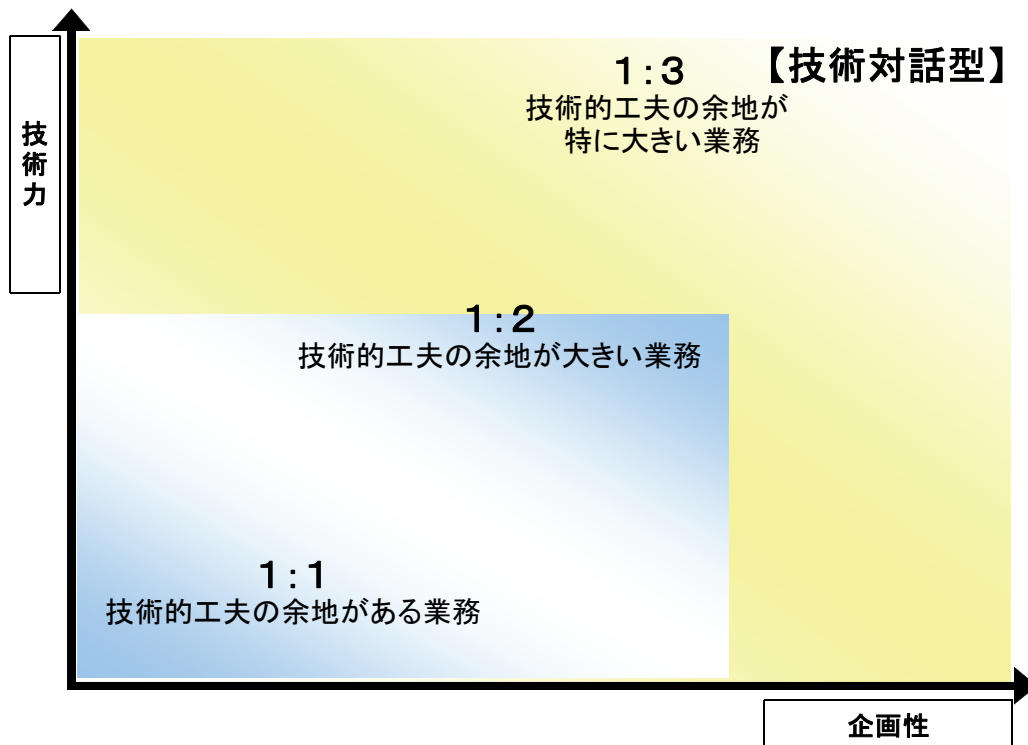 技術力
1:3
【技術対話型】
技術的工夫の余地が
特に大きい業務
1:2
技術的工夫の余地が大きい業務
1:1
技術的工夫の余地がある業務
企画性